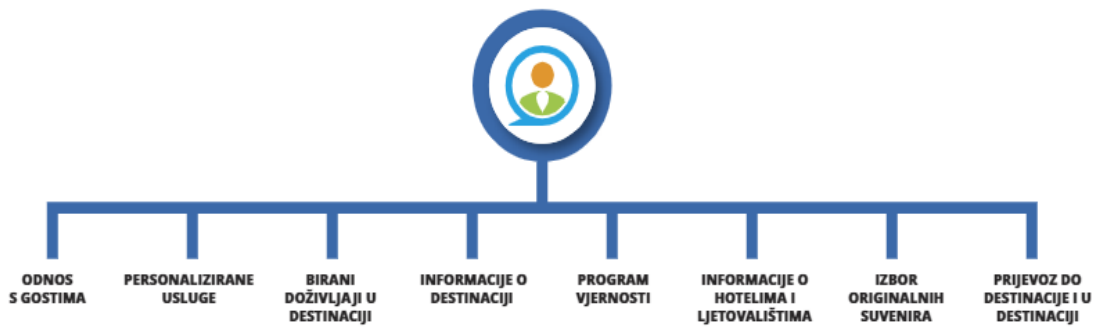 ODNOS
S GOSTIMA
PERSONALIZIRANE
USLUGE
BIRANI
DOŽIVLJAJI U
DESTINACIJI
INFORMACIJE O
DESTINACIJI
PROGRAM
VJERNOSTI
INFORMACIJE O
HOTELIMA I
LJETOVALIŠTIMA
IZBOR
ORIGINALNIH
SUVENIRA
PRIJEVOZ DO
DESTINACIJE I U
DESTINACIJI